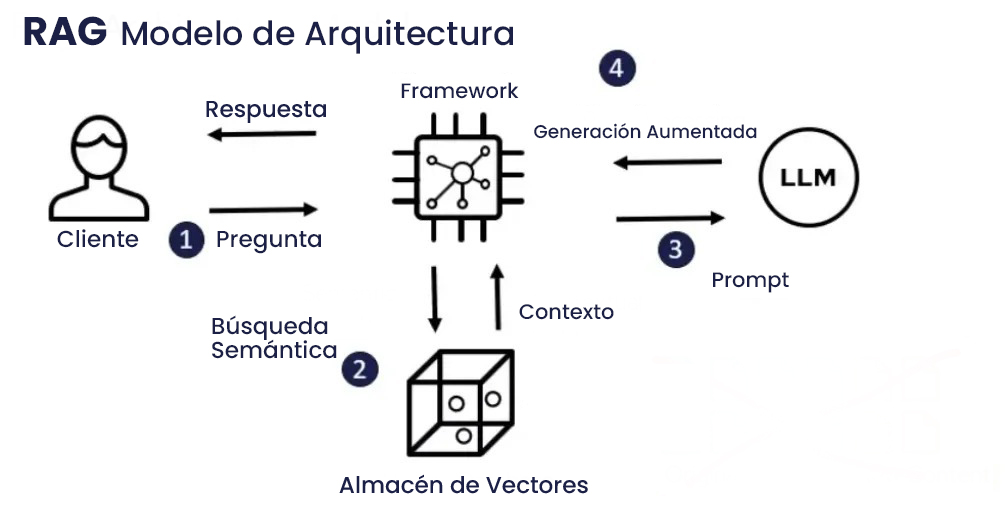 RAG Modelo de Arquitectura
4
Framework
Respuesta
Generación Aumentada
LLM
Cliente
1 Pregunta
3
Prompt
Búsqueda
Semántica
2
Contexto
Almacén de Vectores